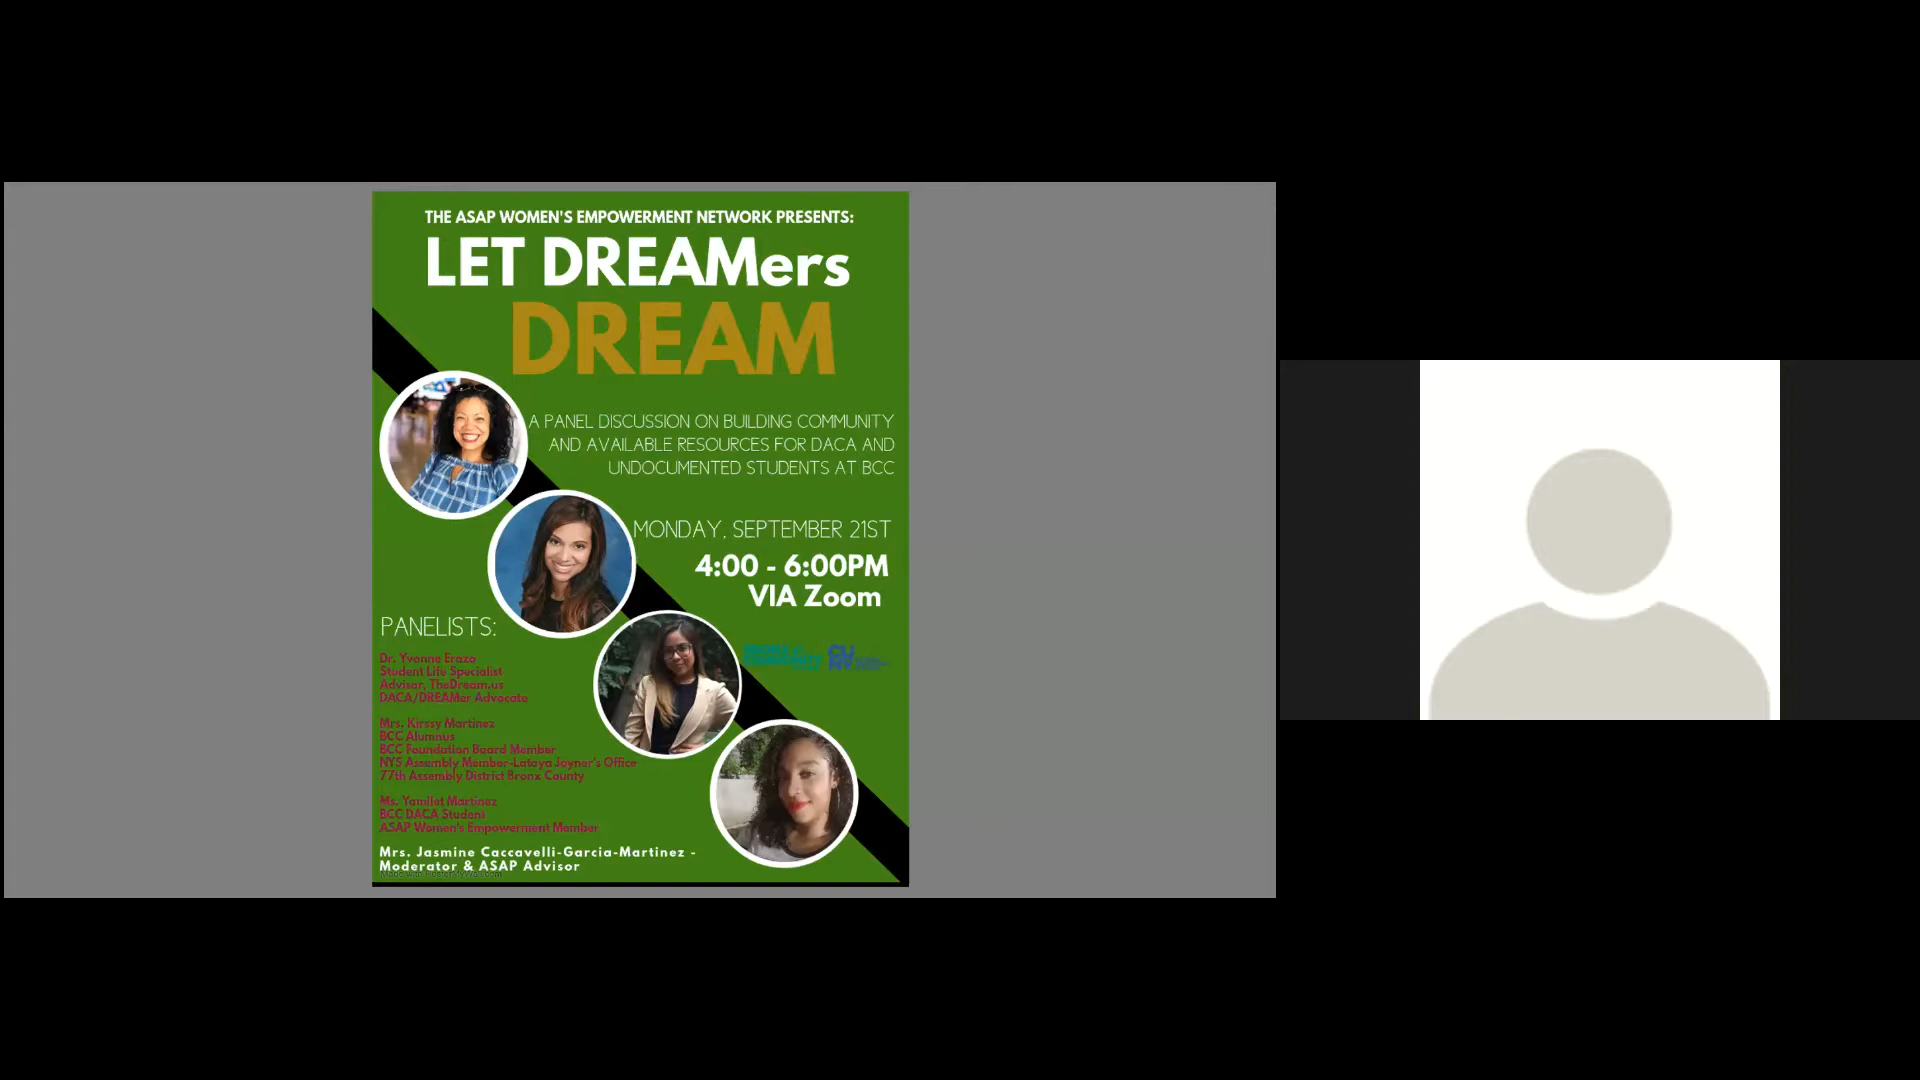 THE ASAP WOMEN'S EMPOWERMENT NETWORK PRESENTS:
LET DREAMers
DREAM
A PANEL DISCUSSION ON BUILDING COMMUNITY
AND AVAILABLE RESOURCES FOR DACA AND
UNDOCUMENTED STUDENTS AT BCC
MONDAY, SEPTEMBER 21ST
4:00 - 6:00PM
VIA Zoom
COMMUNITY
CUNY
PANELISTS:
Dr. Yvonne Erazo
Student Life Specialist
Advisor, TheDream.us
DACA/DREAMer Advocate
Mrs. Kirssy Martinez
BCC Alumnus
BCC Foundation Board Member
NYS Assembly Member-Latoya Joyner's Office
77th Assembly District Bronx County
Ms. Yamilet Martinez
BCC DACA Student
ASAP Women's Empowerment Member
Mrs. Jasmine Caccavelli-Garcia-Martinez -
Moderator & ASAP Advisor